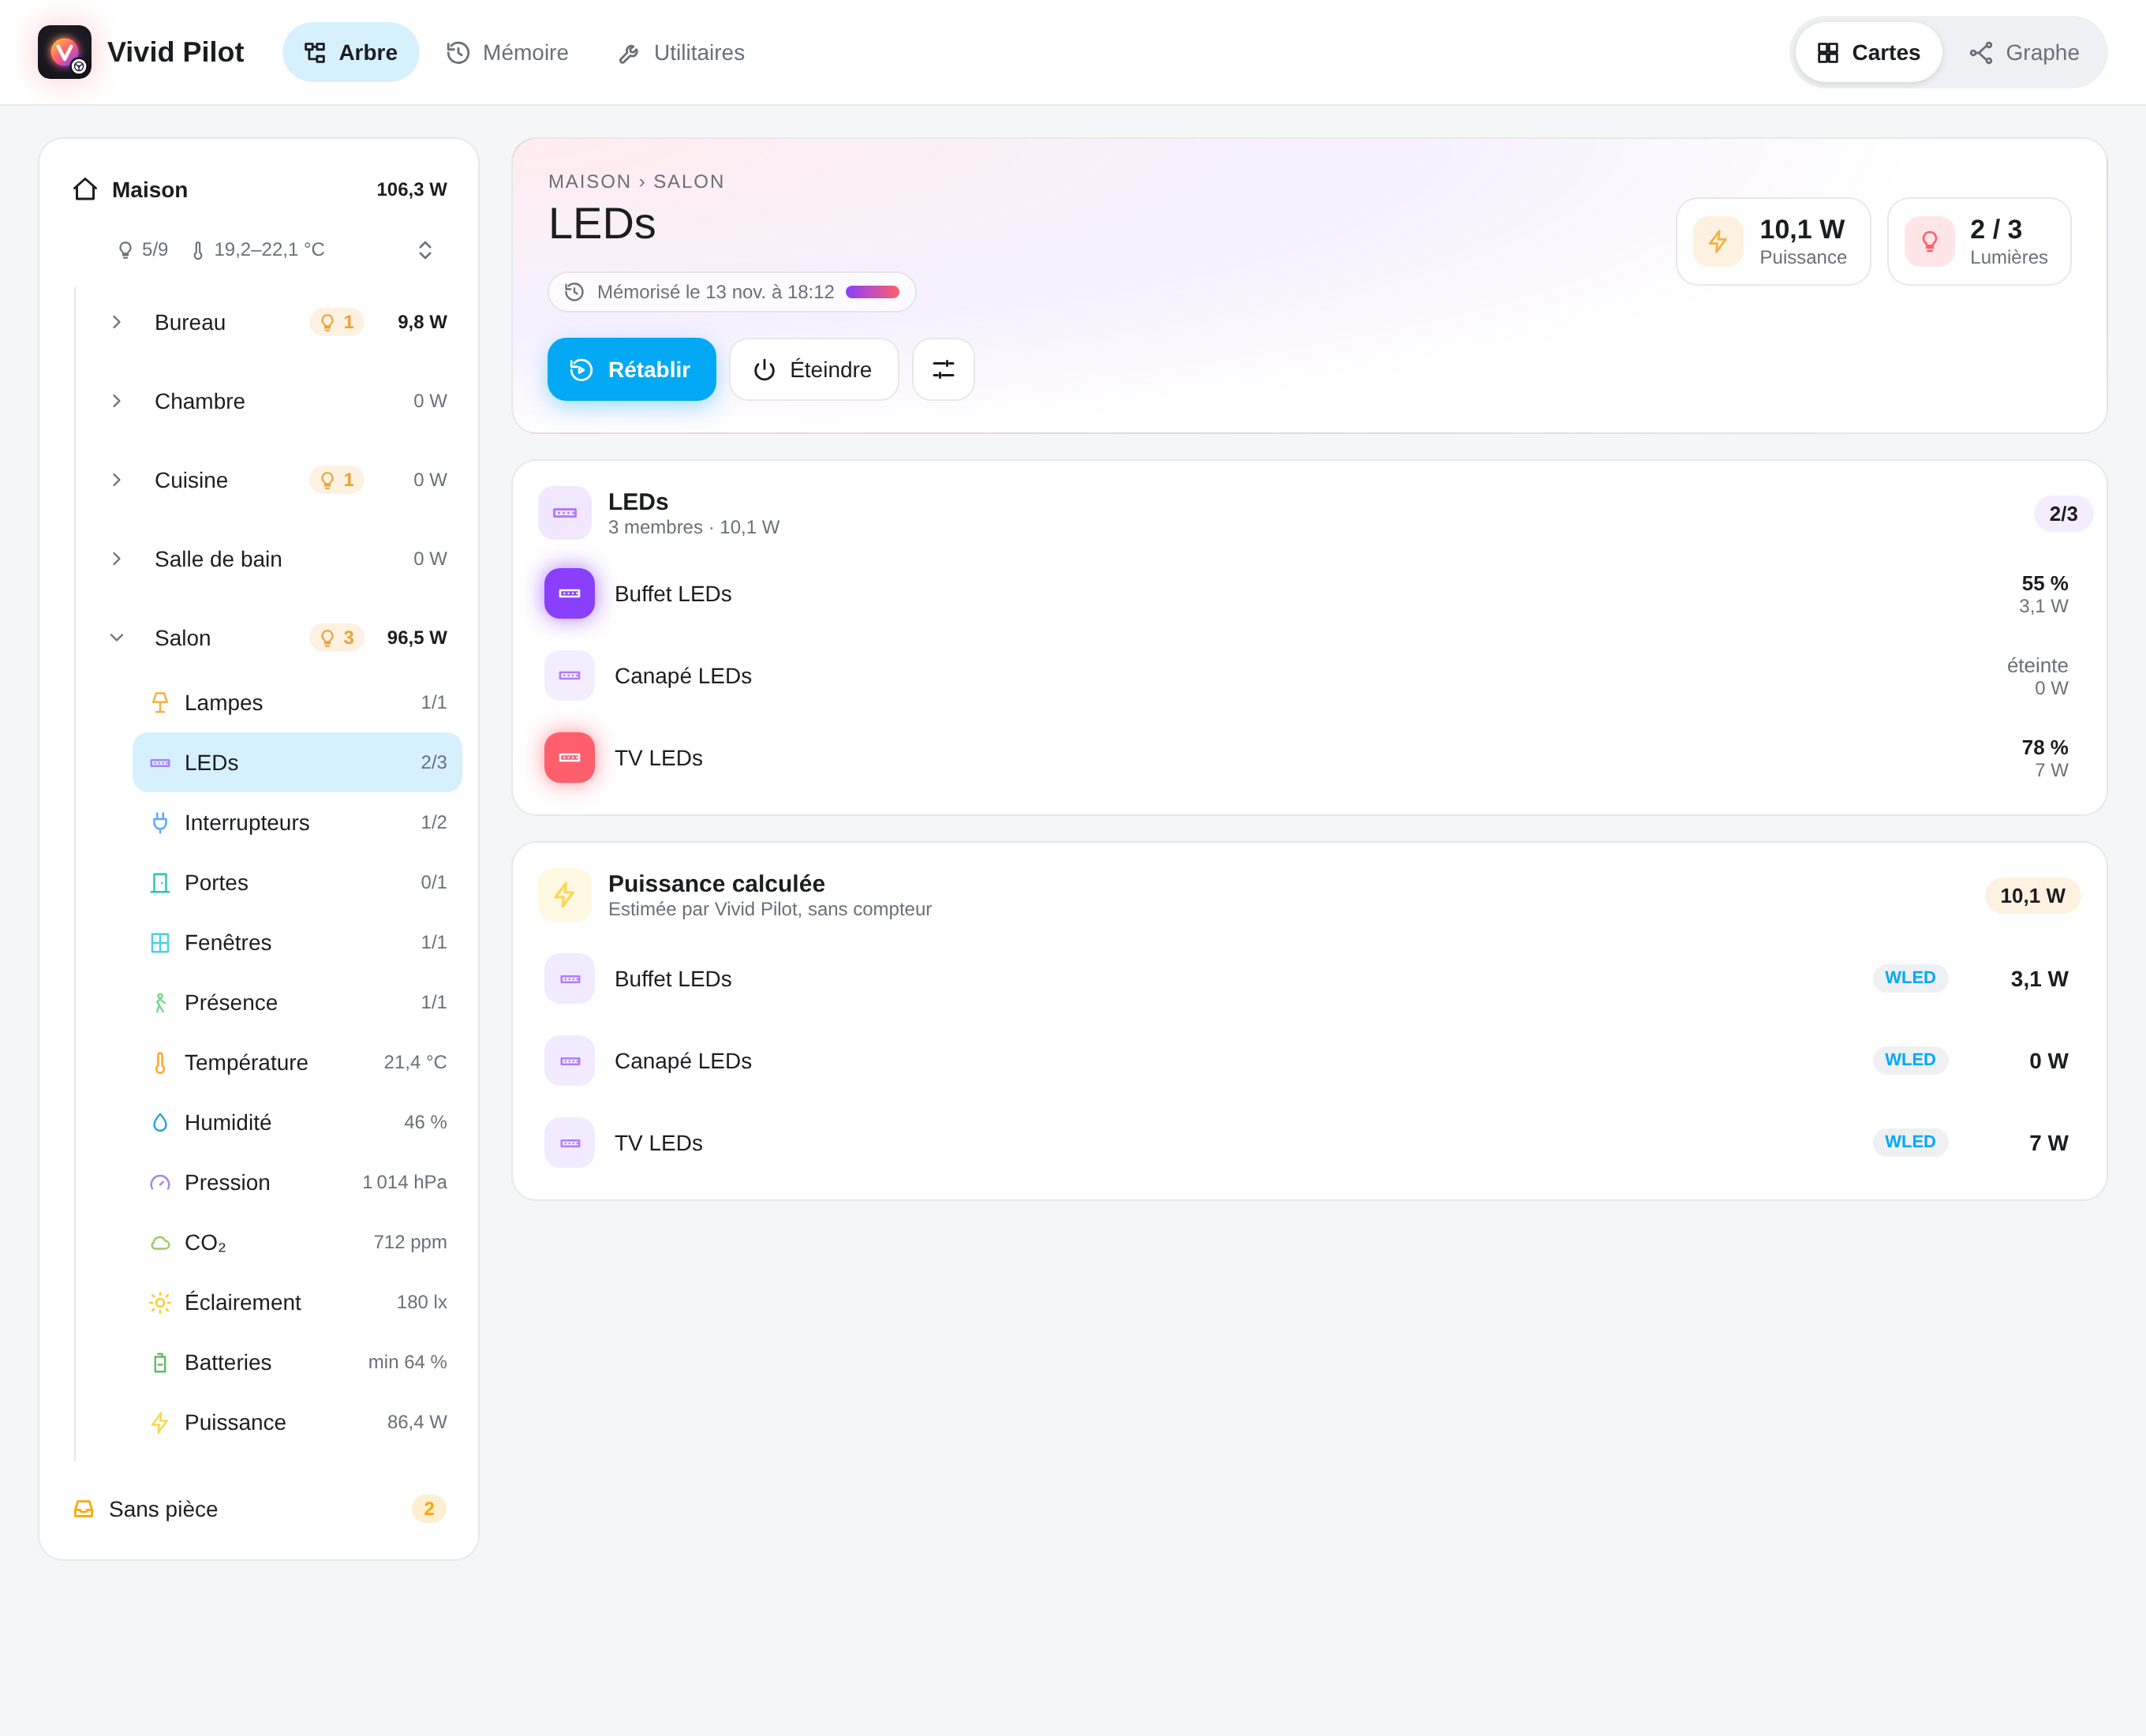 Vivid Pilot
Arbre
Mémoire
Utilitaires
Cartes
Graphe
Maison
106,3 W
5/9
19,2–22,1 °C
Bureau
1
9,8 W
Chambre
0 W
Cuisine
1
0 W
Salle de bain
0 W
Salon
3
96,5 W
Lampes
1/1
LEDs
2/3
Interrupteurs
1/2
Portes
0/1
Fenêtres
1/1
Présence
1/1
Température
21,4 °C
Humidité
46 %
Pression
1 014 hPa
CO₂
712 ppm
Éclairement
180 lx
Batteries
min 64 %
Puissance
86,4 W
Sans pièce
2
MAISON › SALON
LEDs
Mémorisé le 13 nov. à 18:12
Rétablir
Éteindre
10,1 W
Puissance
2 / 3
Lumières
LEDs
3 membres · 10,1 W
2/3
Buffet LEDs
55 %
3,1 W
Canapé LEDs
éteinte
0 W
TV LEDs
78 %
7 W
Puissance calculée
Estimée par Vivid Pilot, sans compteur
10,1 W
Buffet LEDs
WLED
3,1 W
Canapé LEDs
WLED
0 W
TV LEDs
WLED
7 W